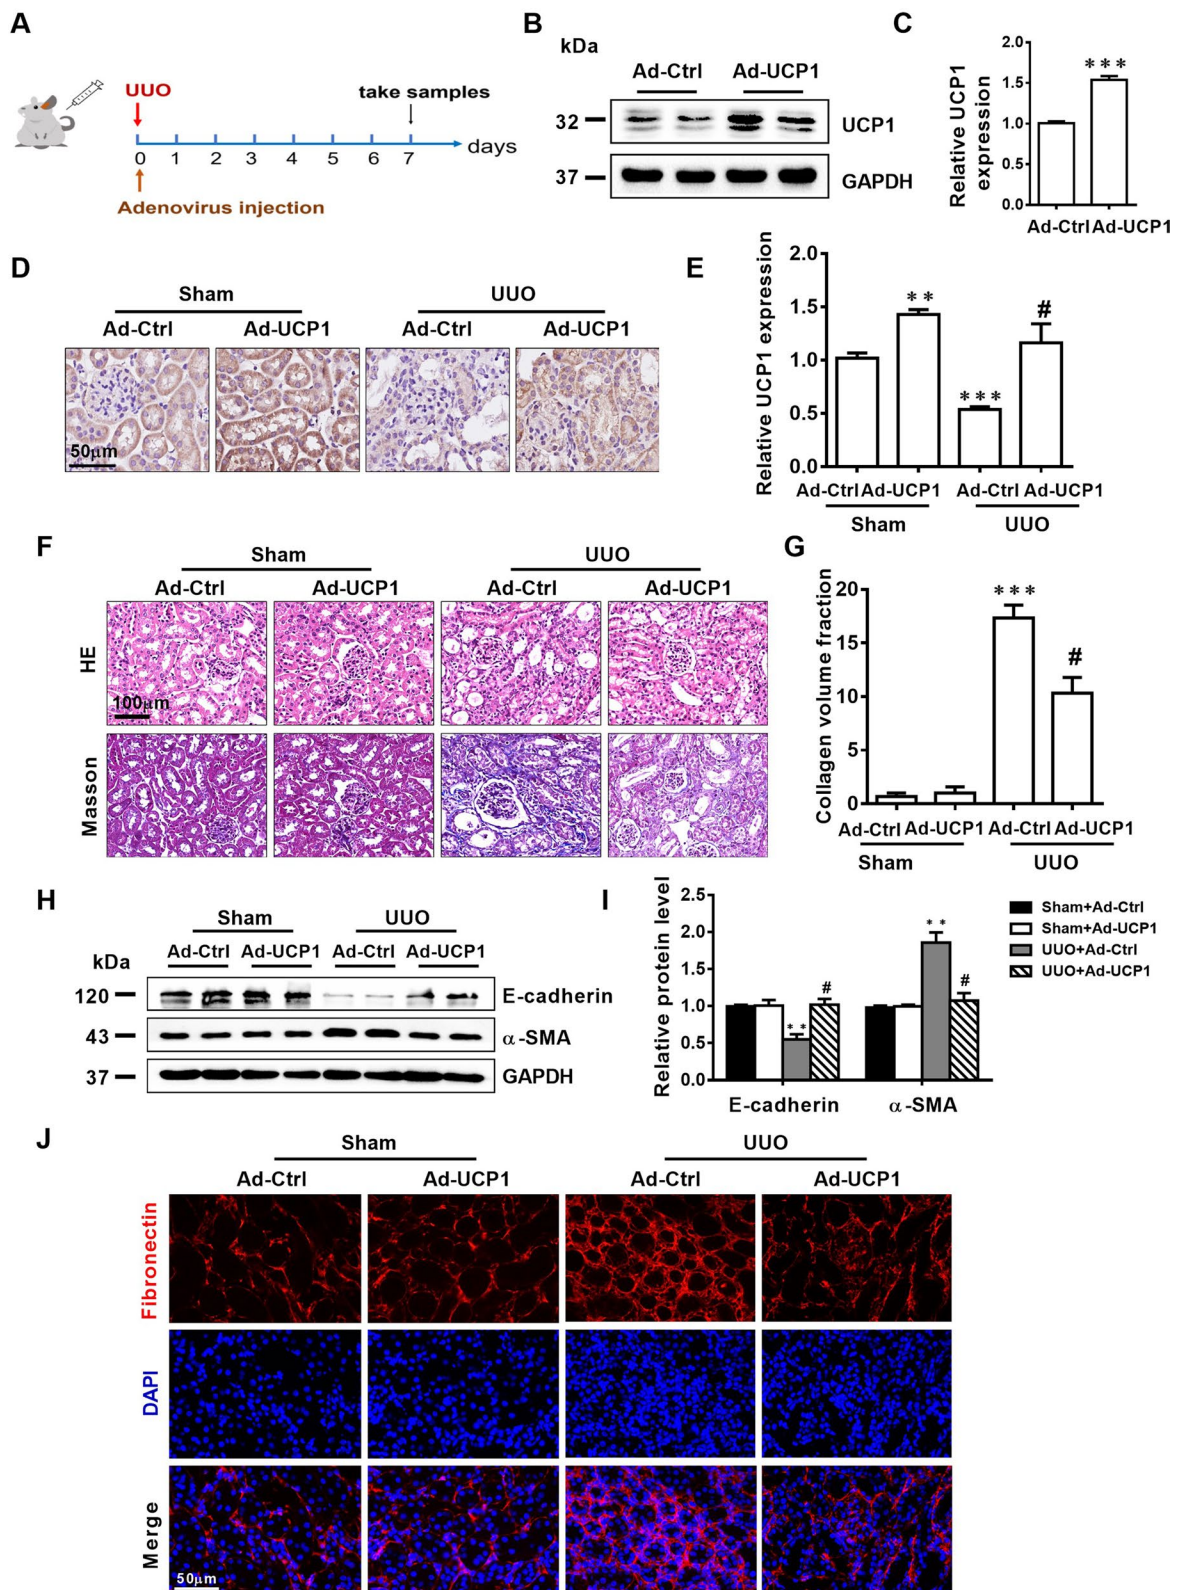 A
UUO
take samples
0 1 2 3 4 5 6 7 days
Adenovirus injection
B
kDa
Ad-Ctrl Ad-UCP1
32 UCP1
37 GAPDH
C
Relative UCP1
expression
2.0
1.5
1.0
0.5
0.0
***
Ad-Ctrl Ad-UCP1
D
Sham UUO
Ad-Ctrl Ad-UCP1 Ad-Ctrl Ad-UCP1
50μm
E
Relative UCP1 expression
2.0
1.5
1.0
0.5
0.0
** *** #
Ad-Ctrl Ad-UCP1 Ad-Ctrl Ad-UCP1
Sham UUO
F
Sham UUO
Ad-Ctrl Ad-UCP1 Ad-Ctrl Ad-UCP1
HE
100μm
Masson
G
Collagen volume fraction
20
15
10
5
0
*** #
Ad-Ctrl Ad-UCP1 Ad-Ctrl Ad-UCP1
Sham UUO
H
Sham UUO
Ad-Ctrl Ad-UCP1 Ad-Ctrl Ad-UCP1
kDa
120 E-cadherin
43 α-SMA
37 GAPDH
I
Relative protein level
2.5
2.0
1.5
1.0
0.5
0.0
** # ** #
E-cadherin α-SMA
Sham+Ad-Ctrl
Sham+Ad-UCP1
UUO+Ad-Ctrl
UUO+Ad-UCP1
J
Sham UUO
Ad-Ctrl Ad-UCP1 Ad-Ctrl Ad-UCP1
Fibronectin
DAPI
Merge
50μm